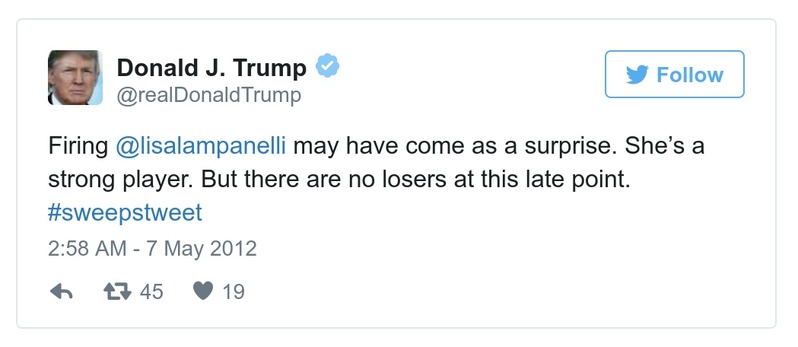 Donald J. Trump
@realDonaldTrump
Follow
Firing @lisalampanelli may have come as a surprise. She’s a
strong player. But there are no losers at this late point.
#sweepstweet
2:58 AM - 7 May 2012
45 19